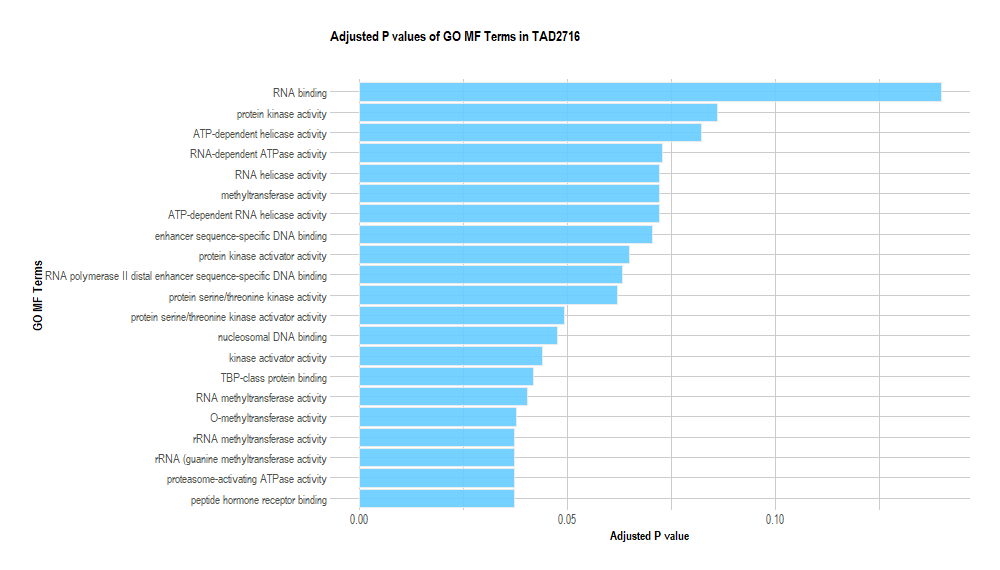 Adjusted P values of GO MF Terms in TAD2716
GO MF Terms
RNA binding
protein kinase activity
ATP-dependent helicase activity
RNA-dependent ATPase activity
RNA helicase activity
methyltransferase activity
ATP-dependent RNA helicase activity
enhancer sequence-specific DNA binding
protein kinase activator activity
RNA polymerase II distal enhancer sequence-specific DNA binding
protein serine/threonine kinase activity
protein serine/threonine kinase activator activity
nucleosomal DNA binding
kinase activator activity
TBP-class protein binding
RNA methyltransferase activity
O-methyltransferase activity
rRNA methyltransferase activity
rRNA (guanine methyltransferase activity
proteasome-activating ATPase activity
peptide hormone receptor binding
0.00 0.05 0.10
Adjusted P value